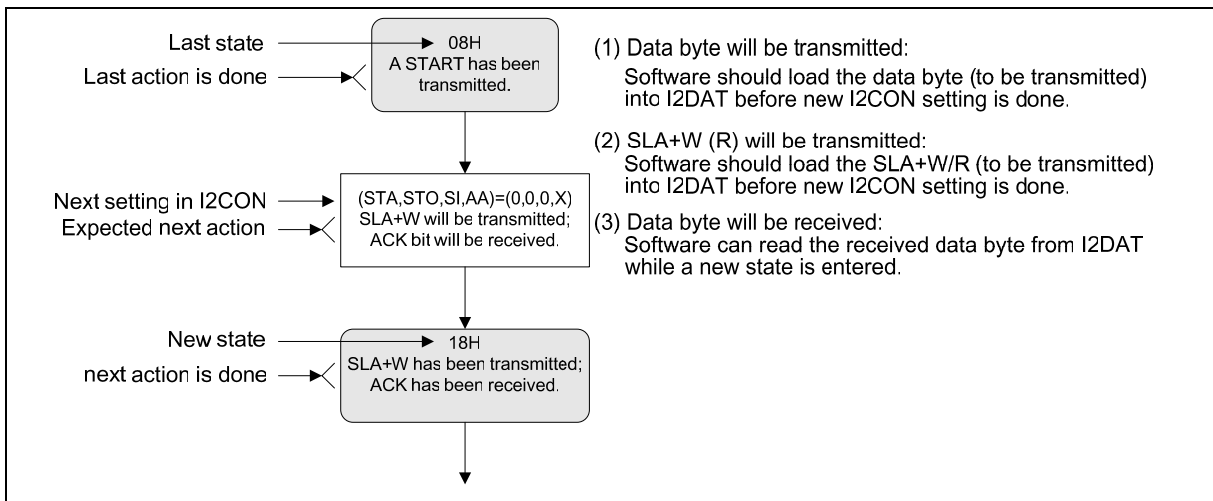 Last state
Last action is done
08H
A START has been
transmitted.
Next setting in I2CON
Expected next action
(STA,STO,SI,AA)=(0,0,0,X)
SLA+W will be transmitted;
ACK bit will be received.
New state
next action is done
18H
SLA+W has been transmitted;
ACK has been received.
(1) Data byte will be transmitted:
Software should load the data byte (to be transmitted)
into I2DAT before new I2CON setting is done.
(2) SLA+W (R) will be transmitted:
Software should load the SLA+W/R (to be transmitted)
into I2DAT before new I2CON setting is done.
(3) Data byte will be received:
Software can read the received data byte from I2DAT
while a new state is entered.